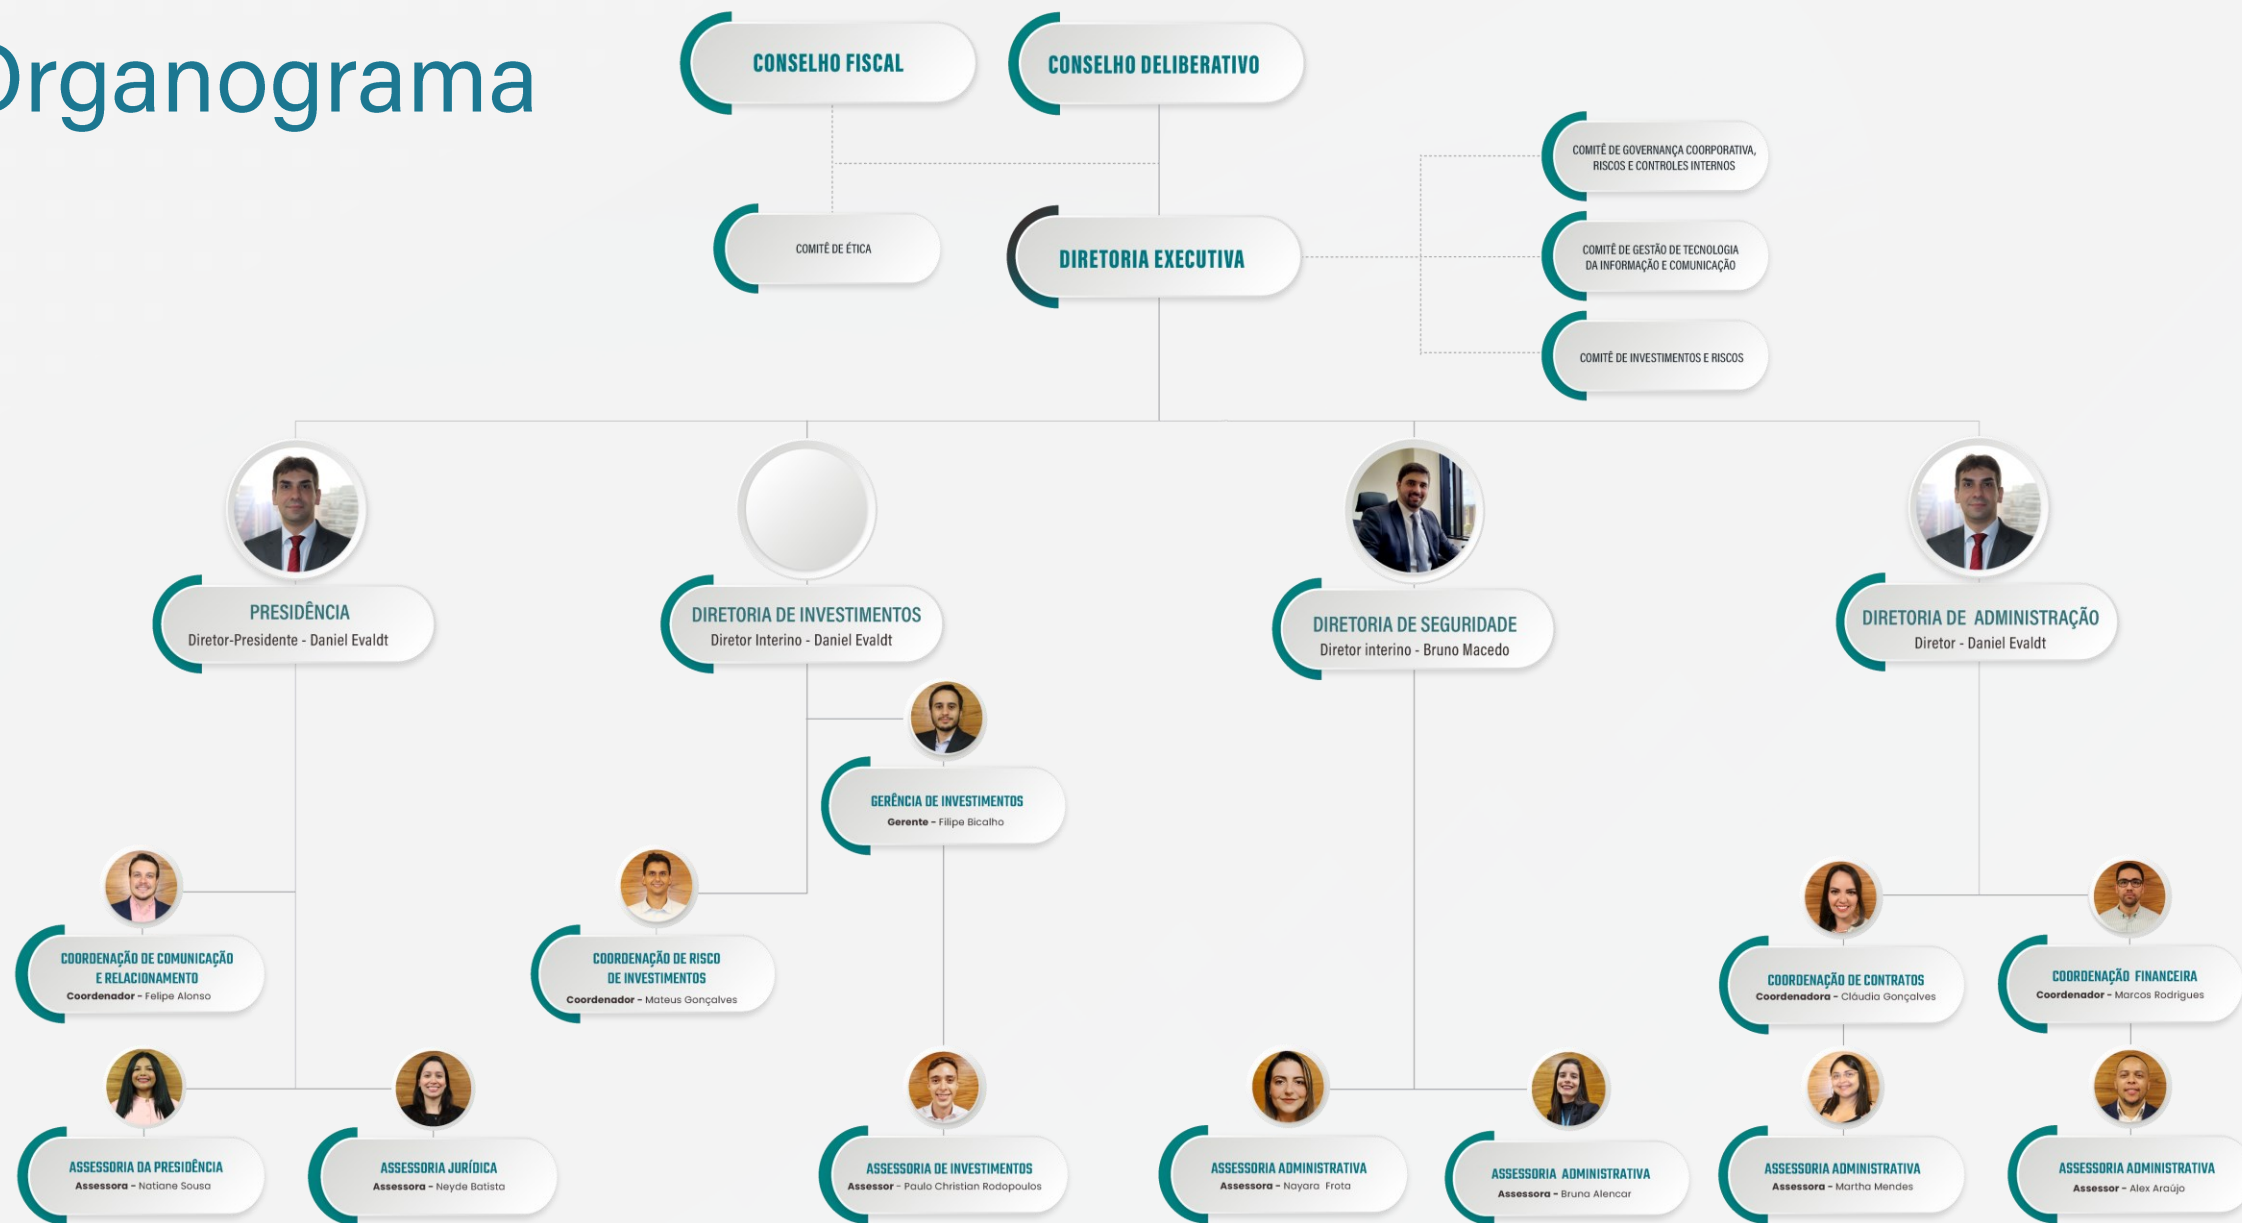 Organograma
CONSELHO FISCAL
CONSELHO DELIBERATIVO
COMITÊ DE GOVERNANÇA COORPORATIVA,
RISCOS E CONTROLES INTERNOS
COMITÊ DE ÉTICA
DIRETORIA EXECUTIVA
COMITÊ DE GESTÃO DE TECNOLOGIA
DA INFORMAÇÃO E COMUNICAÇÃO
COMITÊ DE INVESTIMENTOS E RISCOS
PRESIDÊNCIA
Diretor-Presidente - Daniel Evaldt
DIRETORIA DE INVESTIMENTOS
Diretor Interino - Daniel Evaldt
DIRETORIA DE SEGURIDADE
Diretor interino - Bruno Macedo
DIRETORIA DE ADMINISTRAÇÃO
Diretor - Daniel Evaldt
GERÊNCIA DE INVESTIMENTOS
Gerente - Filipe Bicalho
COORDENAÇÃO DE COMUNICAÇÃO
E RELACIONAMENTO
Coordenador - Felipe Alonso
COORDENAÇÃO DE RISCO
DE INVESTIMENTOS
Coordenador - Mateus Gonçalves
COORDENAÇÃO DE CONTRATOS
Coordenadora - Cláudia Gonçalves
COORDENAÇÃO FINANCEIRA
Coordenador - Marcos Rodrigues
ASSESSORIA DA PRESIDÊNCIA
Assessora - Natiane Sousa
ASSESSORIA JURÍDICA
Assessora - Neyde Batista
ASSESSORIA DE INVESTIMENTOS
Assessor - Paulo Christian Rodopoulos
ASSESSORIA ADMINISTRATIVA
Assessora - Nayara Frota
ASSESSORIA ADMINISTRATIVA
Assessora - Bruna Alencar
ASSESSORIA ADMINISTRATIVA
Assessora - Martha Mendes
ASSESSORIA ADMINISTRATIVA
Assessor - Alex Araújo